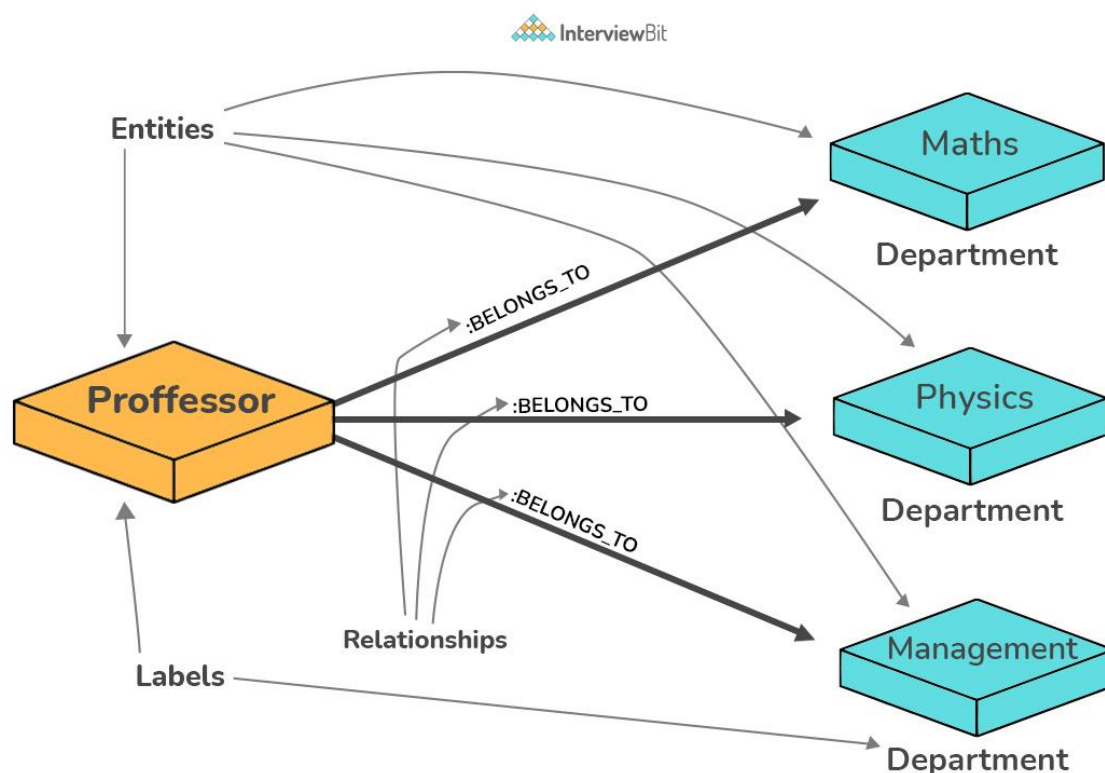 InterviewBit
Entities
Maths
Department
:BELONGS_TO
Proffessor
:BELONGS_TO
Physics
Department
:BELONGS_TO
Relationships
Management
Labels
Department